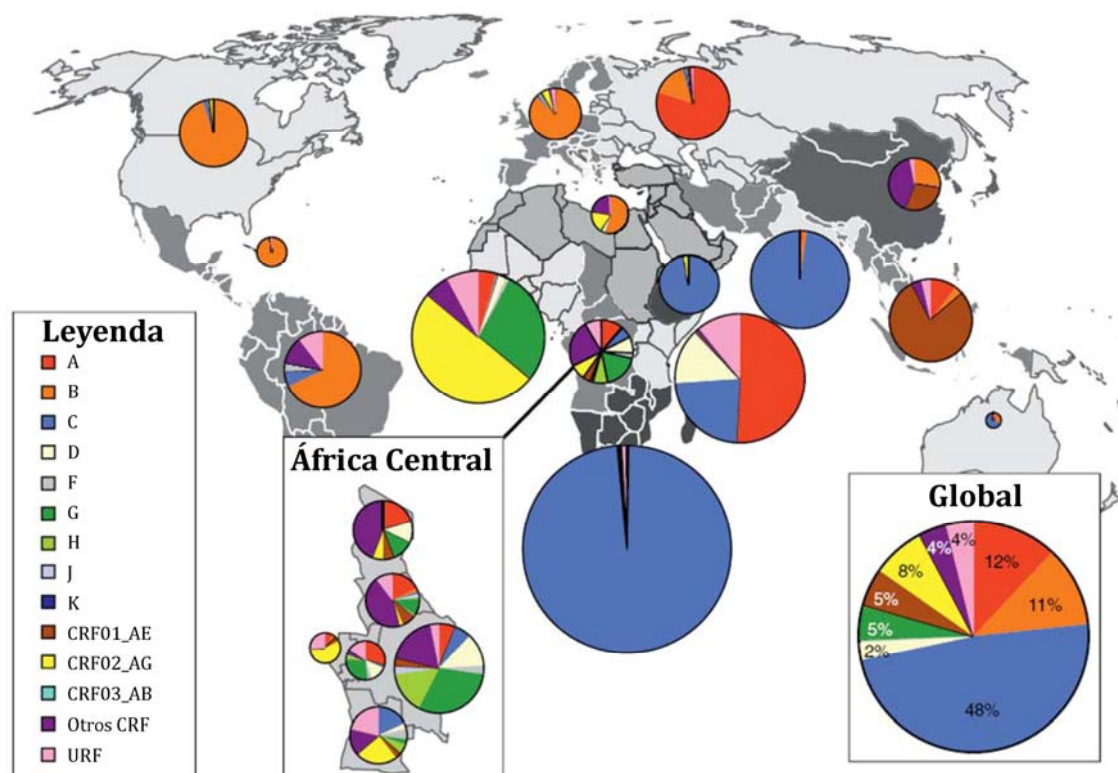 Leyenda
A
B
C
D
F
G
H
J
K
CRF01_AE
CRF02_AG
CRF03_AB
Otros CRF
URF
África Central
Global
4%
4%
12%
8%
11%
5%
5%
2%
48%